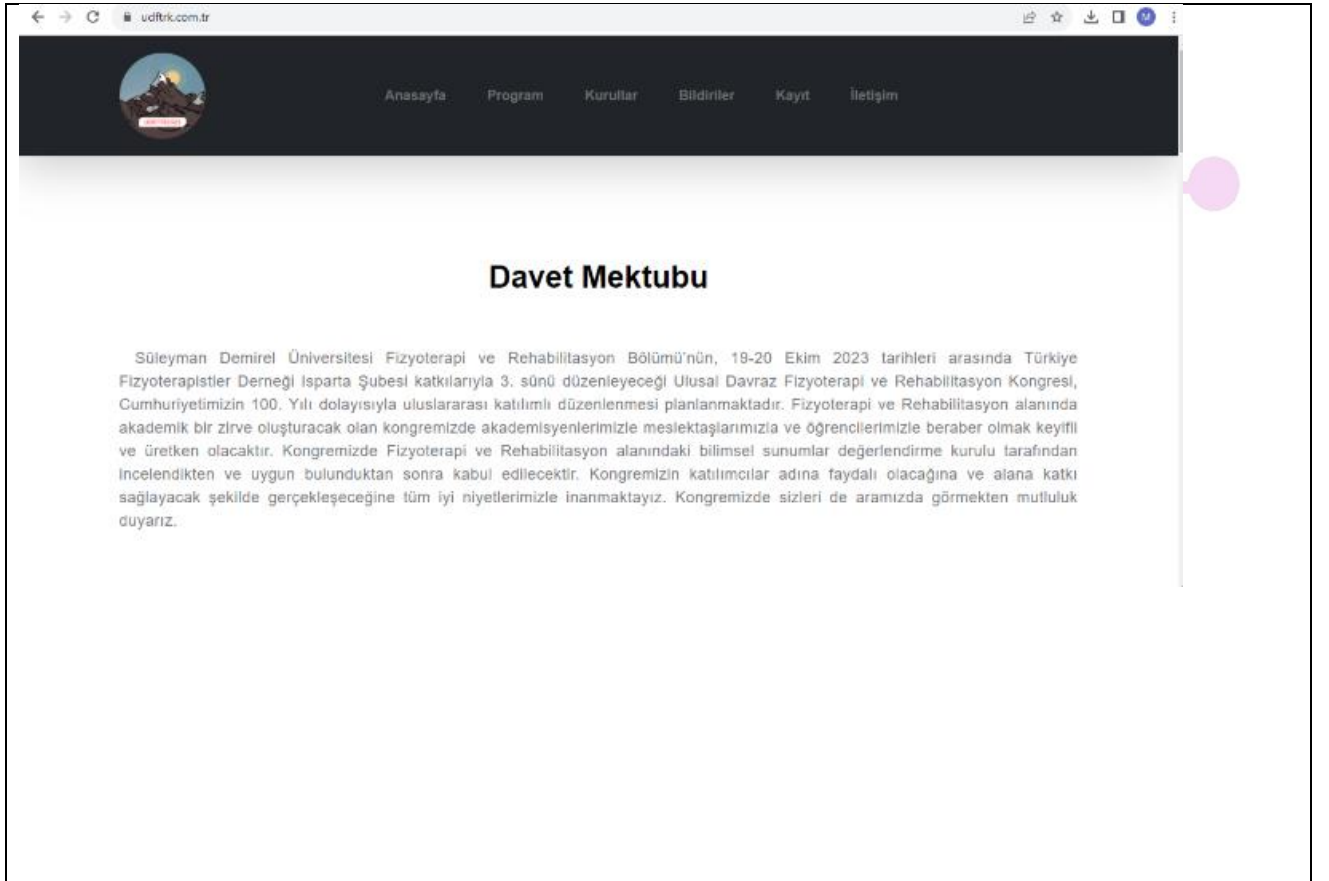 udftrk.com.tr
M
Anasayfa Program Kurullar Bildiriler Kayıt İletişim
Davet Mektubu
Süleyman Demirel Üniversitesi Fizyoterapi ve Rehabilitasyon Bölümü'nün, 19-20 Ekim 2023 tarihleri arasında Türkiye
Fizyoterapistler Derneği Isparta Şubesi katkılarıyla 3. sünü düzenleyeceği Ulusal Davraz Fizyoterapi ve Rehabilitasyon Kongresi,
Cumhuriyetimizin 100. Yılı dolayısıyla uluslararası katılımlı düzenlenmesi planlanmaktadır. Fizyoterapi ve Rehabilitasyon alanında
akademik bir zirve oluşturacak olan kongremizde akademisyenlerimizle meslektaşlarımızla ve öğrencilerimizle beraber olmak keyifli
ve üretken olacaktır. Kongremizde Fizyoterapi ve Rehabilitasyon alanındaki bilimsel sunumlar değerlendirme kurulu tarafından
incelendikten ve uygun bulunduktan sonra kabul edilecektir. Kongremizin katılımcılar adına faydalı olacağına ve alana katkı
sağlayacak şekilde gerçekleşeceğine tüm iyi niyetlerimizle inanmaktayız. Kongremizde sizleri de aramızda görmekten mutluluk
duyarız.